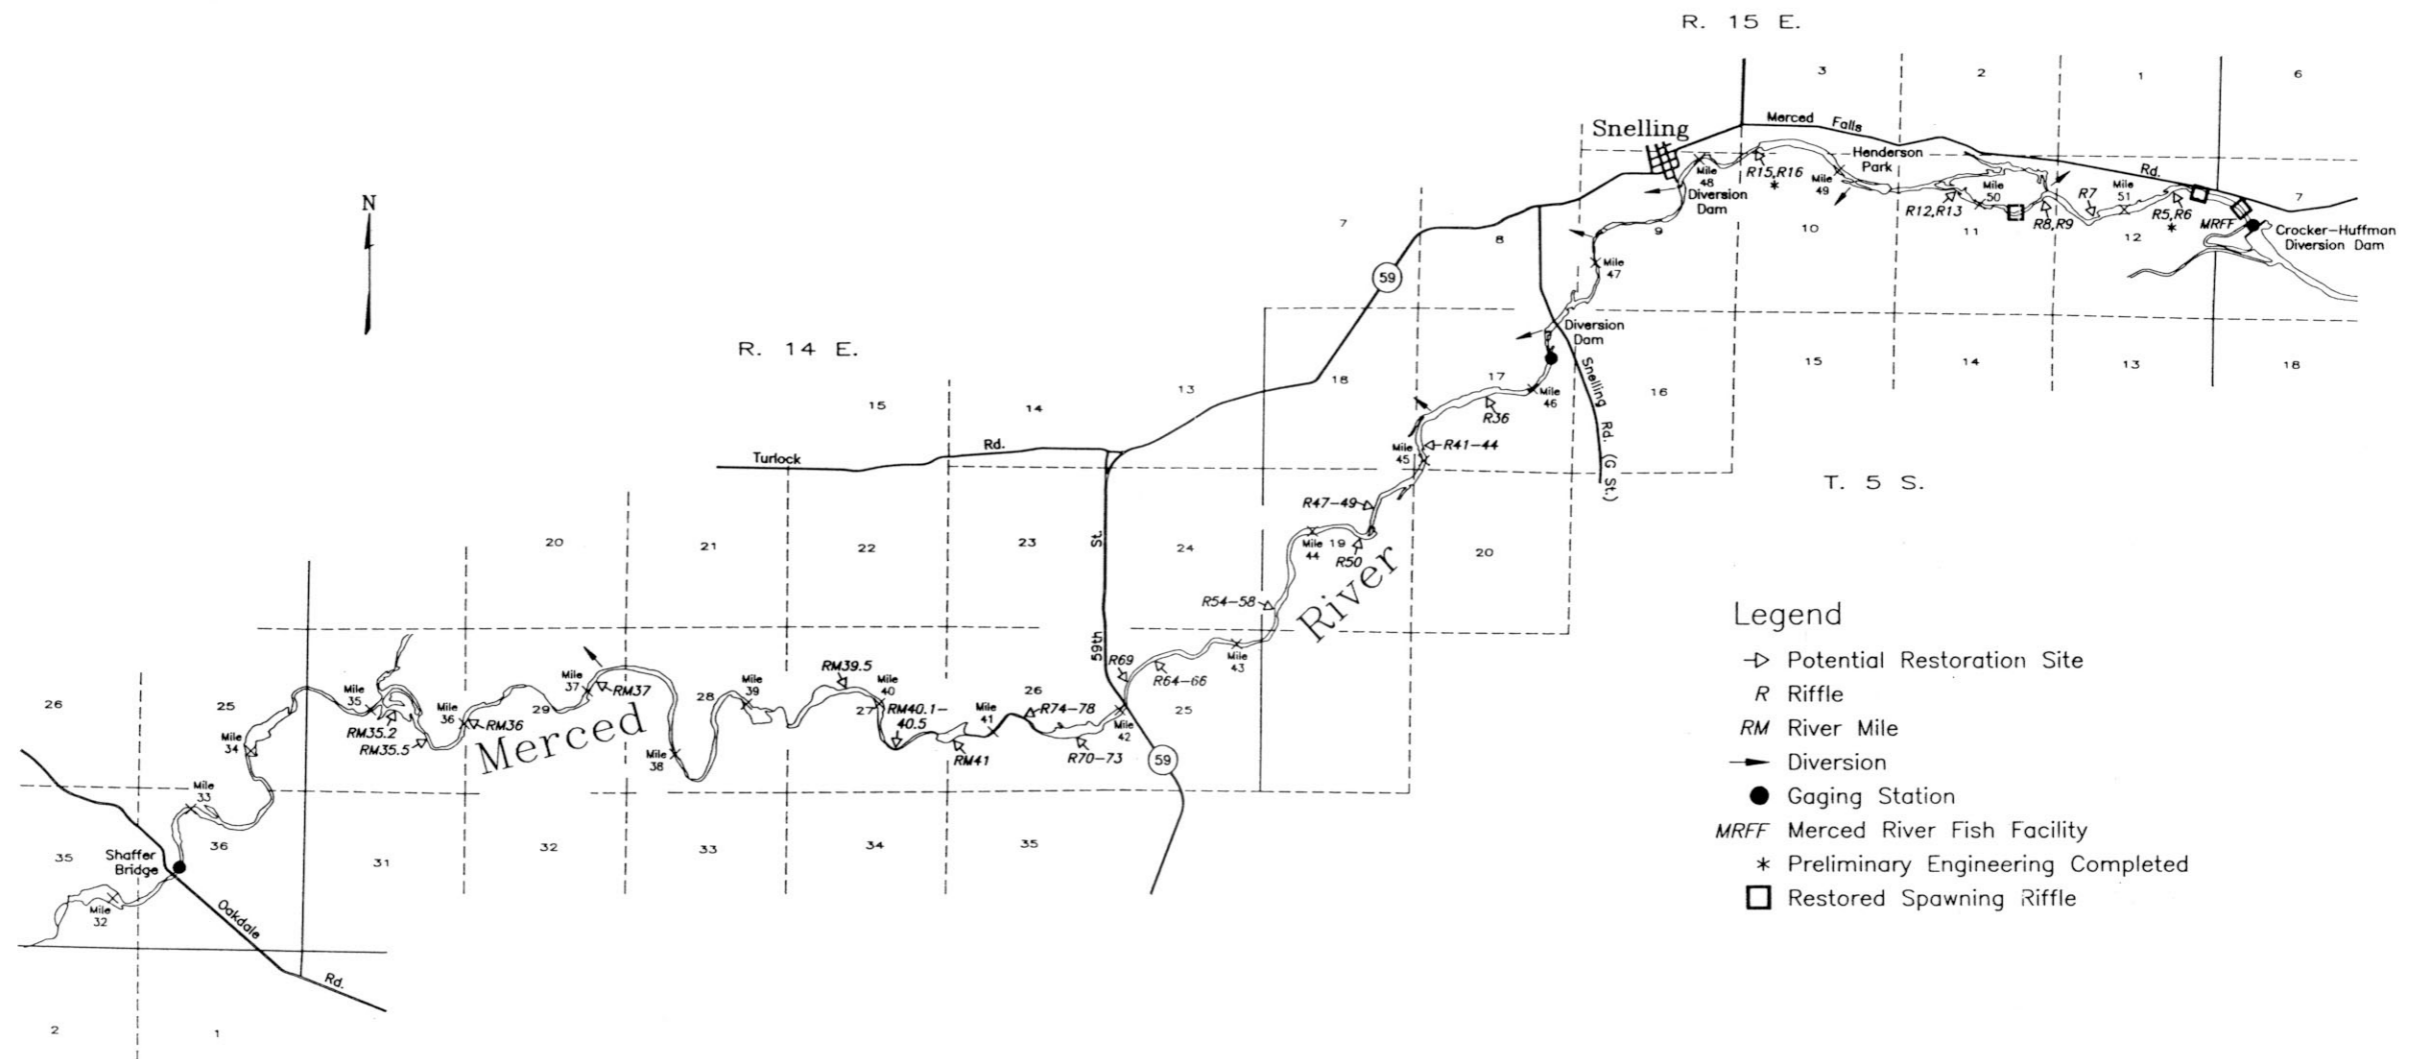 R. 15 E.
3
2
1
6
Merced Falls
Snelling
Henderson
Park
Rd.
Mile
48
R15,R16
*
Mile
49
Mile
50
R7
Mile
51
7
Diversion
Dam
R12,R13
R8,R9
R5,R6
*
MRFF
N
7
8
9
10
11
12
Crocker-Huffman
Diversion Dam
59
Mile
47
Diversion
Dam
R. 14 E.
15
14
13
18
17
Snelling Rd. (G St.)
16
15
14
13
18
Mile
46
R36
Turlock Rd.
Mile
45
R41-44
T. 5 S.
R47-49
20
21
22
23
59th St.
24
Mile
44
19
R50
20
R54-58
River
Legend
Potential Restoration Site
R Riffle
RM River Mile
Diversion
Gaging Station
MRFF Merced River Fish Facility
* Preliminary Engineering Completed
Restored Spawning Riffle
Mile
43
R69
R64-66
26
25
Mile
35
RM35.2
RM35.5
Mile
36
RM36
29
Mile
37
RM37
Merced
28
Mile
39
RM39.5
Mile
40
27
RM40.1-
40.5
Mile
41
26
R74-78
RM41
R70-73
Mile
42
25
59
Mile
34
Mile
38
Mile
33
35
Shaffer
Bridge
36
31
32
33
34
35
Mile
32
Oakdale Rd.
2
1